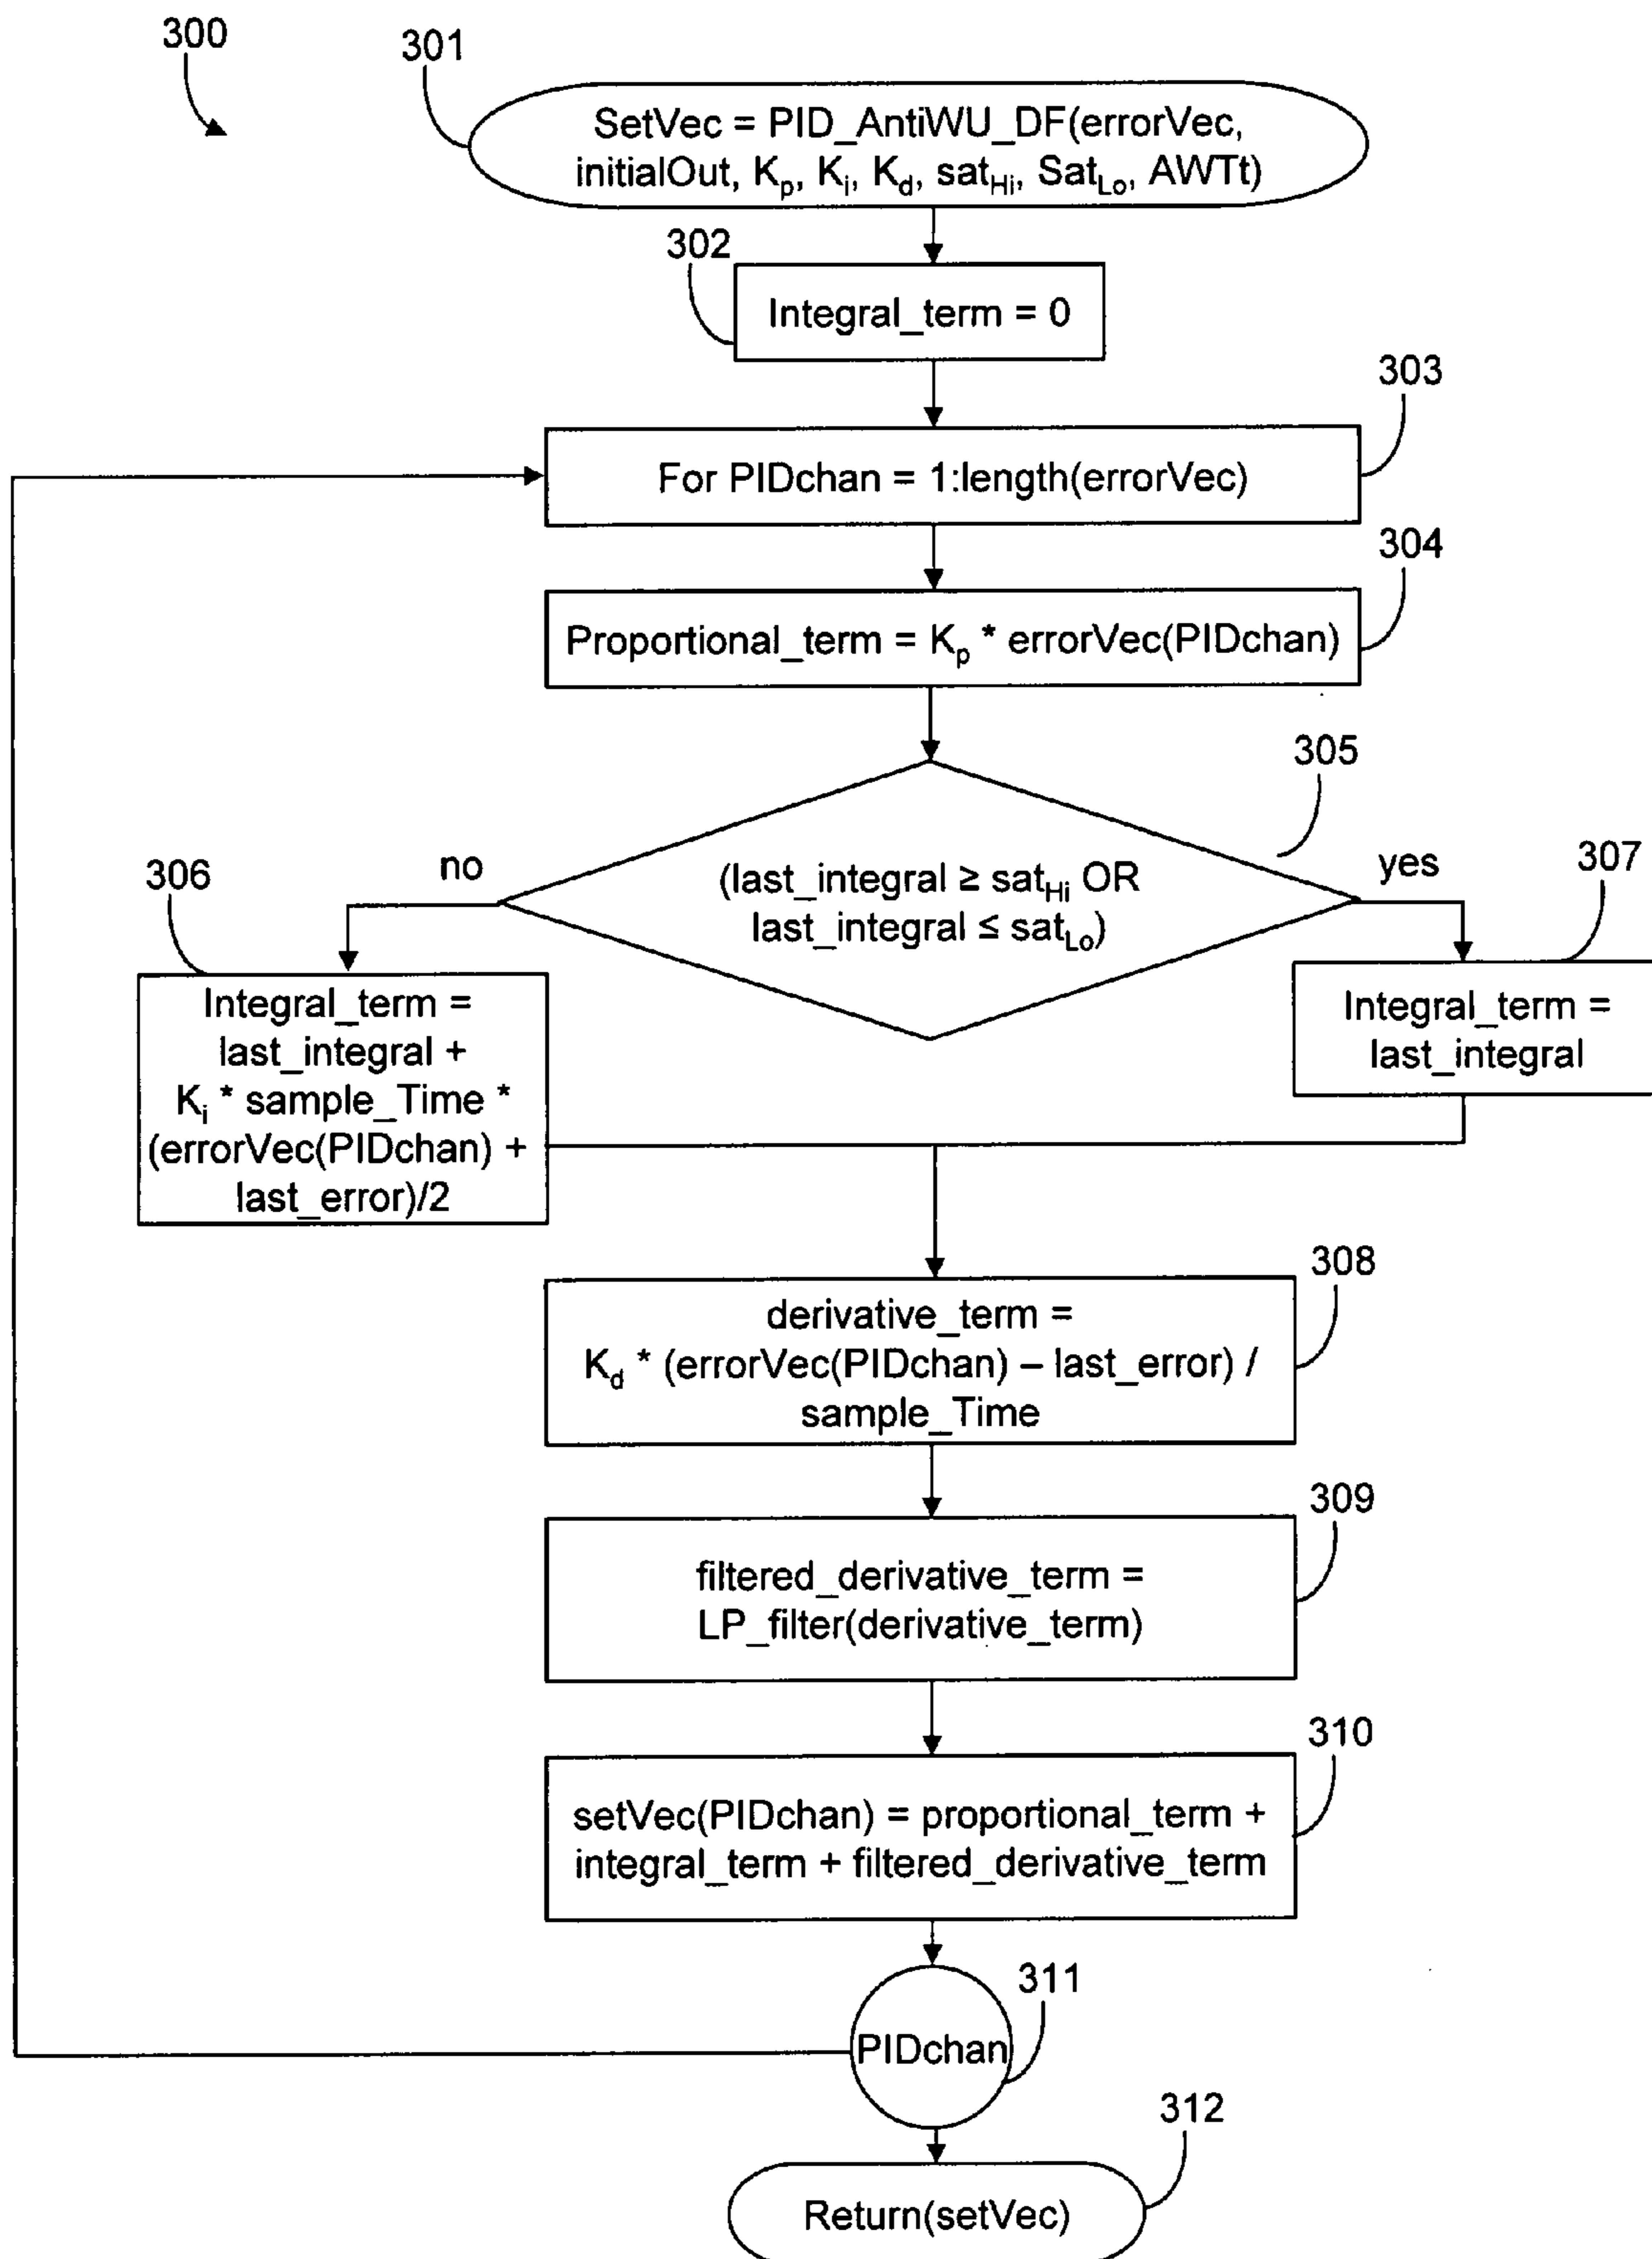 300
301
SetVec = PID_AntiWU_DF(errorVec,
initialOut, Kp, Ki, Kd, satHi, SatLo, AWTt)
302
Integral_term = 0
303
For PIDchan = 1:length(errorVec)
304
Proportional_term = Kp * errorVec(PIDchan)
305
(last_integral ≥ satHi OR
last_integral ≤ satLo)
no
yes
306
Integral_term =
last_integral +
Ki * sample_Time *
(errorVec(PIDchan) +
last_error)/2
307
Integral_term =
last_integral
308
derivative_term =
Kd * (errorVec(PIDchan) – last_error) /
sample_Time
309
filtered_derivative_term =
LP_filter(derivative_term)
310
setVec(PIDchan) = proportional_term +
integral_term + filtered_derivative_term
311
PIDchan
312
Return(setVec)